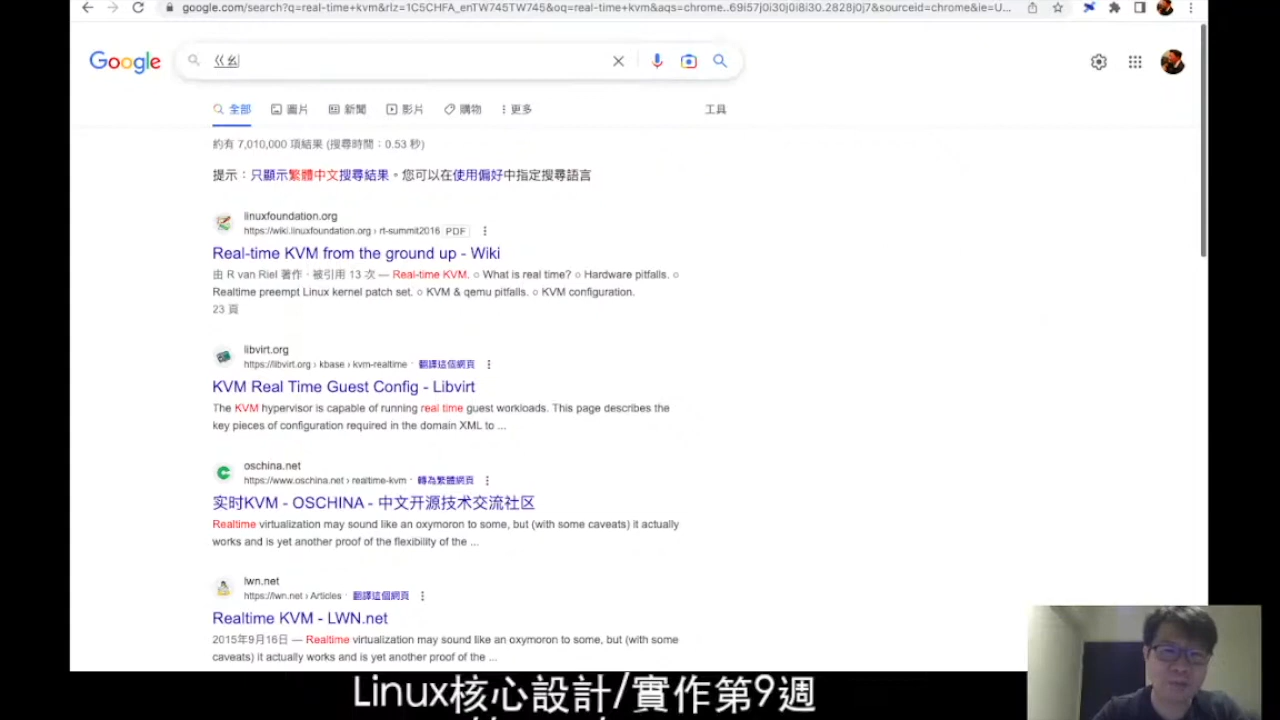 google.com/search?q=real-time+kvm&rlz=1C5CHFA_enTW745TW745&oq=real-time+kvm&aqs=chrome..69i57j0i30j0i8i30.2828j0j7&sourceid=chrome&ie=U...
Google
ㄍㄠ
全部 圖片 新聞 影片 購物 更多 工具
約有 7,010,000 項結果 (搜尋時間：0.53 秒)
提示：只顯示繁體中文搜尋結果。您可以在使用偏好中指定搜尋語言
linuxfoundation.org
https://wiki.linuxfoundation.org › rt-summit2016 PDF
Real-time KVM from the ground up - Wiki
由 R van Riel 著作 · 被引用 13 次 — Real-time KVM. ○ What is real time? ○ Hardware pitfalls. ○
Realtime preempt Linux kernel patch set. ○ KVM & qemu pitfalls. ○ KVM configuration.
23 頁
libvirt.org
https://libvirt.org › kbase › kvm-realtime · 翻譯這個網頁
KVM Real Time Guest Config - Libvirt
The KVM hypervisor is capable of running real time guest workloads. This page describes the
key pieces of configuration required in the domain XML to ...
oschina.net
https://www.oschina.net › realtime-kvm · 轉為繁體網頁
实时KVM - OSCHINA - 中文开源技术交流社区
Realtime virtualization may sound like an oxymoron to some, but (with some caveats) it actually
works and is yet another proof of the flexibility of the ...
lwn.net
https://lwn.net › Articles · 翻譯這個網頁
Realtime KVM - LWN.net
2015年9月16日 — Realtime virtualization may sound like an oxymoron to some, but (with some
caveats) it actually works and is yet another proof of the ...
Linux核心設計/實作第9週